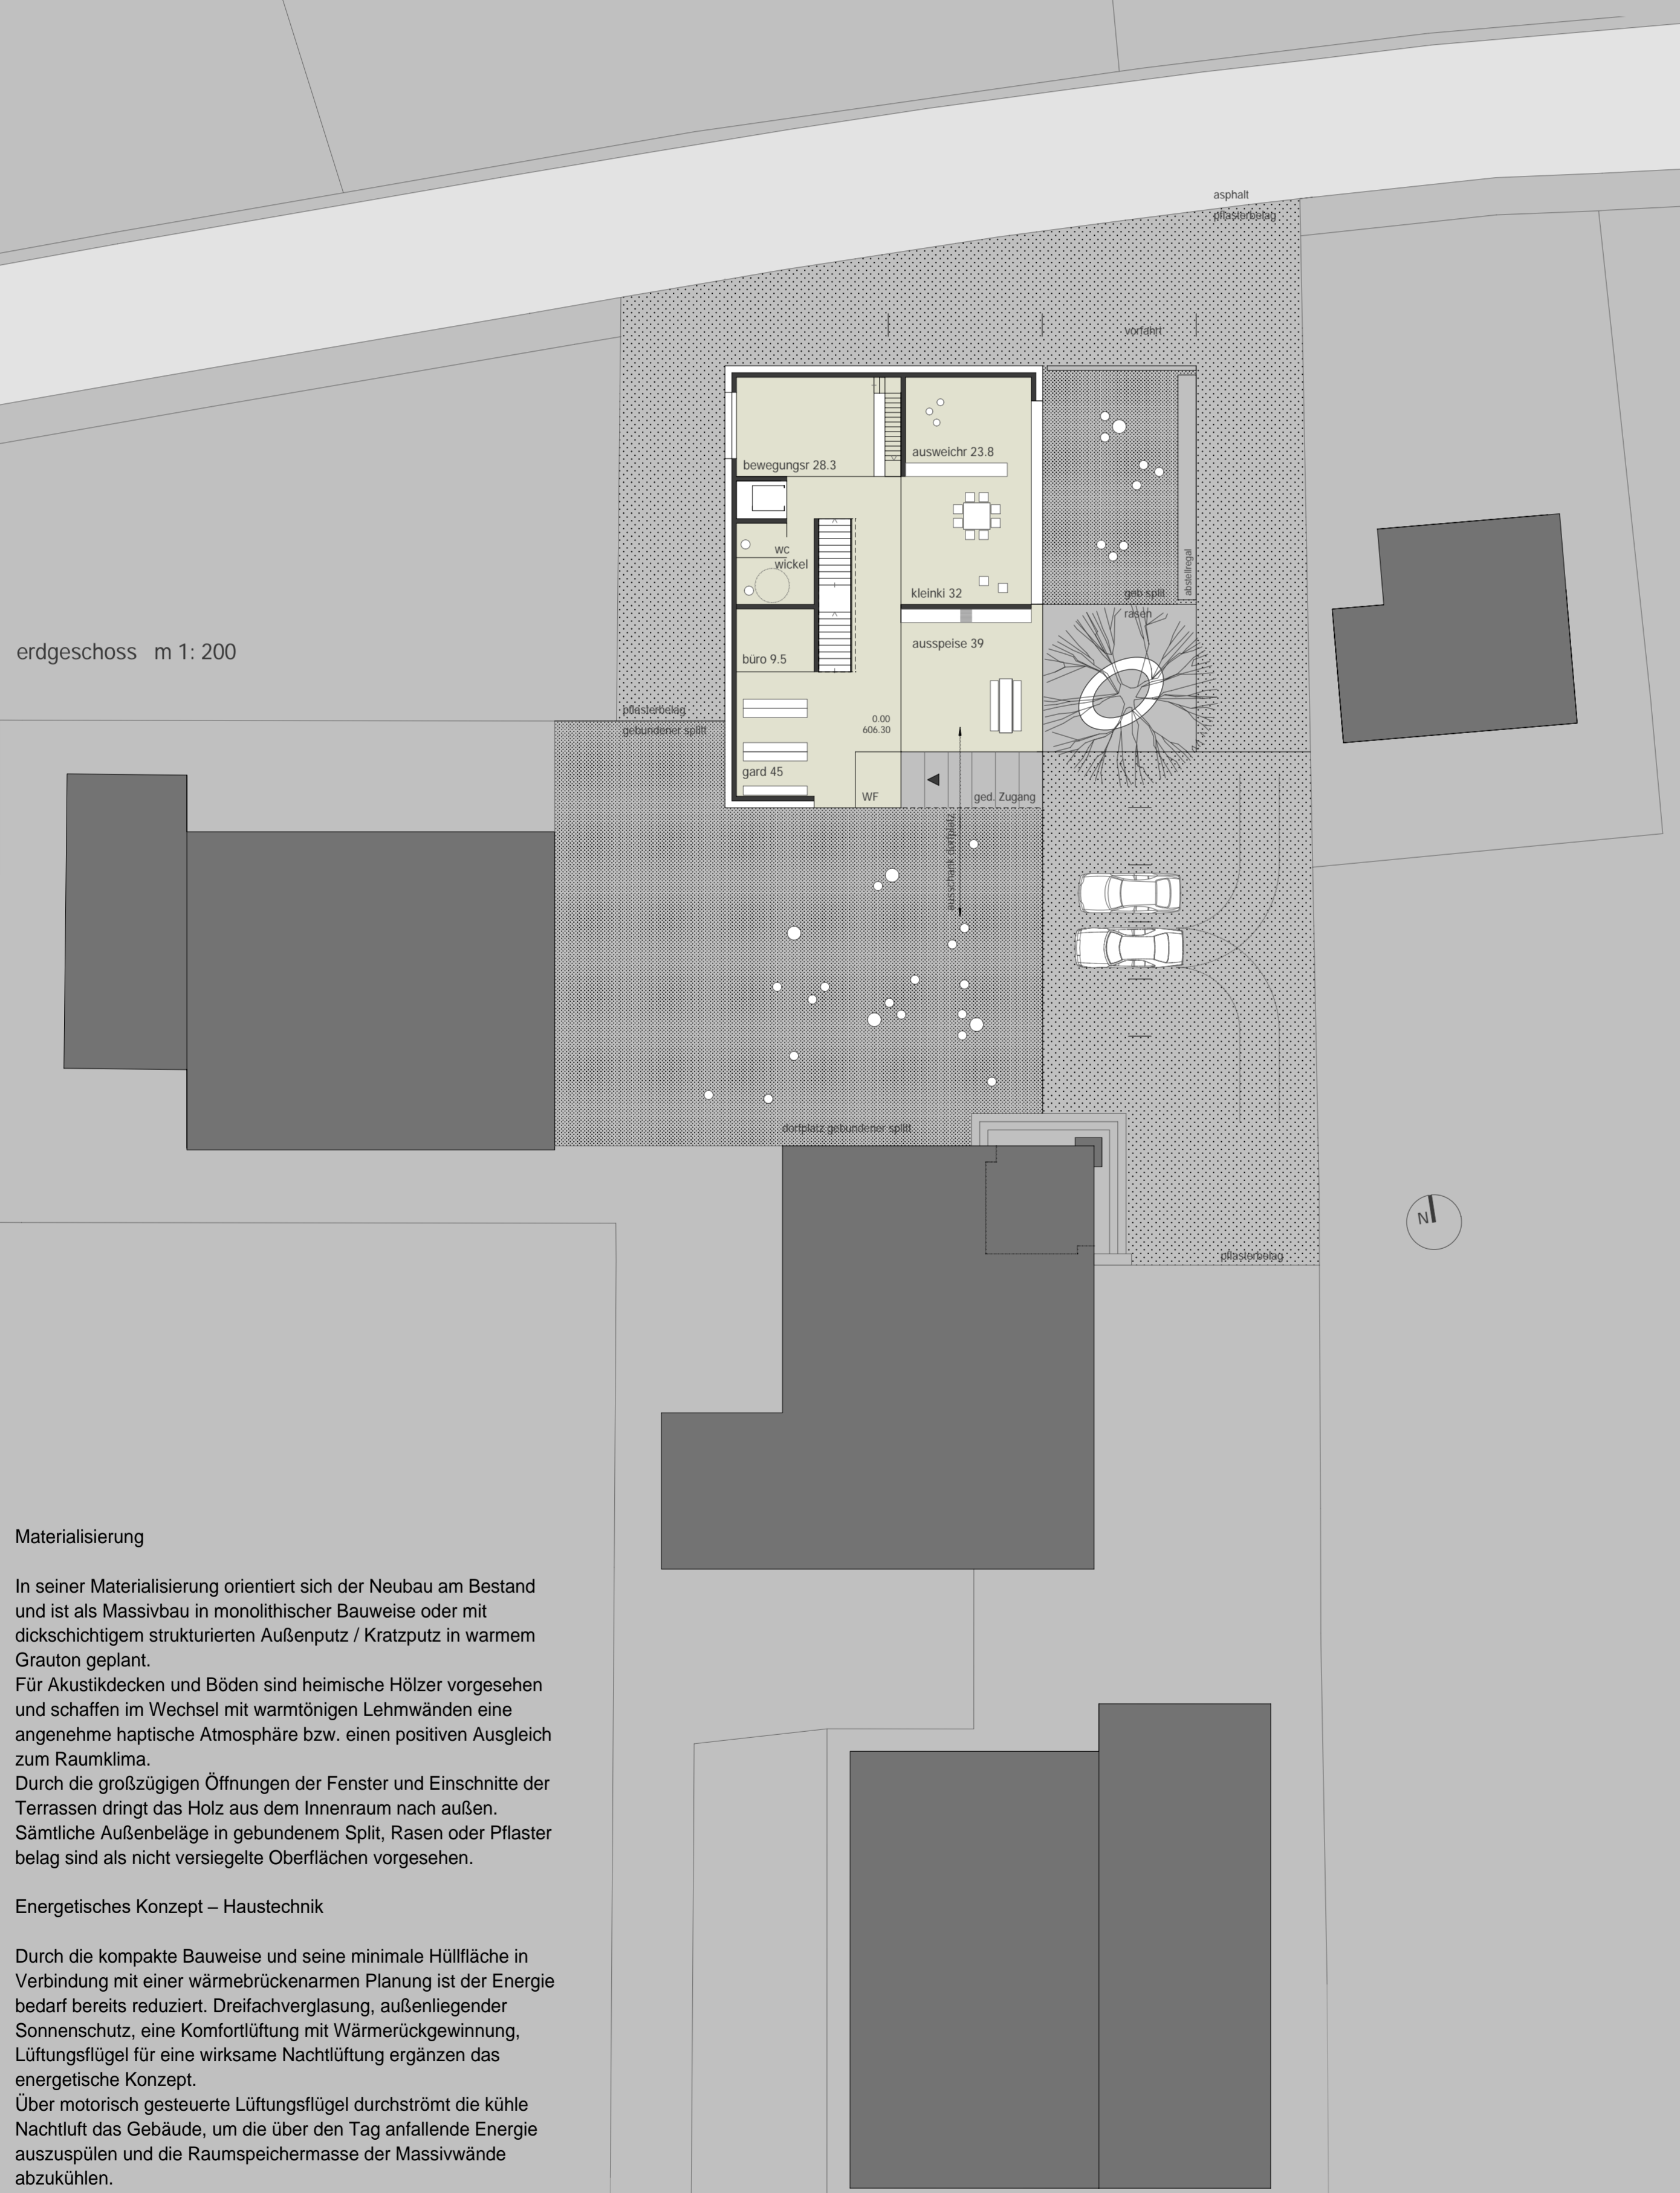 asphalt
pflasterbelag
vorfahrt
bewegungsr 28.3
ausweichr 23.8
wc
wickel
kleinki 32
abstellregal
geb split
rasen
ausspeise 39
erdgeschoss m 1: 200
büro 9.5
pflasterbelag
gebundener splitt
0.00
606.30
gard 45
WF
ged. Zugang
ausschank dorfplatz
dorfplatz gebundener splitt
N
pflasterbelag
Materialisierung
In seiner Materialisierung orientiert sich der Neubau am Bestand
und ist als Massivbau in monolithischer Bauweise oder mit
dickschichtigem strukturierten Außenputz / Kratzputz in warmem
Grauton geplant.
Für Akustikdecken und Böden sind heimische Hölzer vorgesehen
und schaffen im Wechsel mit warmtönigen Lehmwänden eine
angenehme haptische Atmosphäre bzw. einen positiven Ausgleich
zum Raumklima.
Durch die großzügigen Öffnungen der Fenster und Einschnitte der
Terrassen dringt das Holz aus dem Innenraum nach außen.
Sämtliche Außenbeläge in gebundenem Split, Rasen oder Pflaster
belag sind als nicht versiegelte Oberflächen vorgesehen.
Energetisches Konzept – Haustechnik
Durch die kompakte Bauweise und seine minimale Hüllfläche in
Verbindung mit einer wärmebrückenarmen Planung ist der Energie
bedarf bereits reduziert. Dreifachverglasung, außenliegender
Sonnenschutz, eine Komfortlüftung mit Wärmerückgewinnung,
Lüftungsflügel für eine wirksame Nachtlüftung ergänzen das
energetische Konzept.
Über motorisch gesteuerte Lüftungsflügel durchströmt die kühle
Nachtluft das Gebäude, um die über den Tag anfallende Energie
auszuspülen und die Raumspeichermasse der Massivwände
abzukühlen.